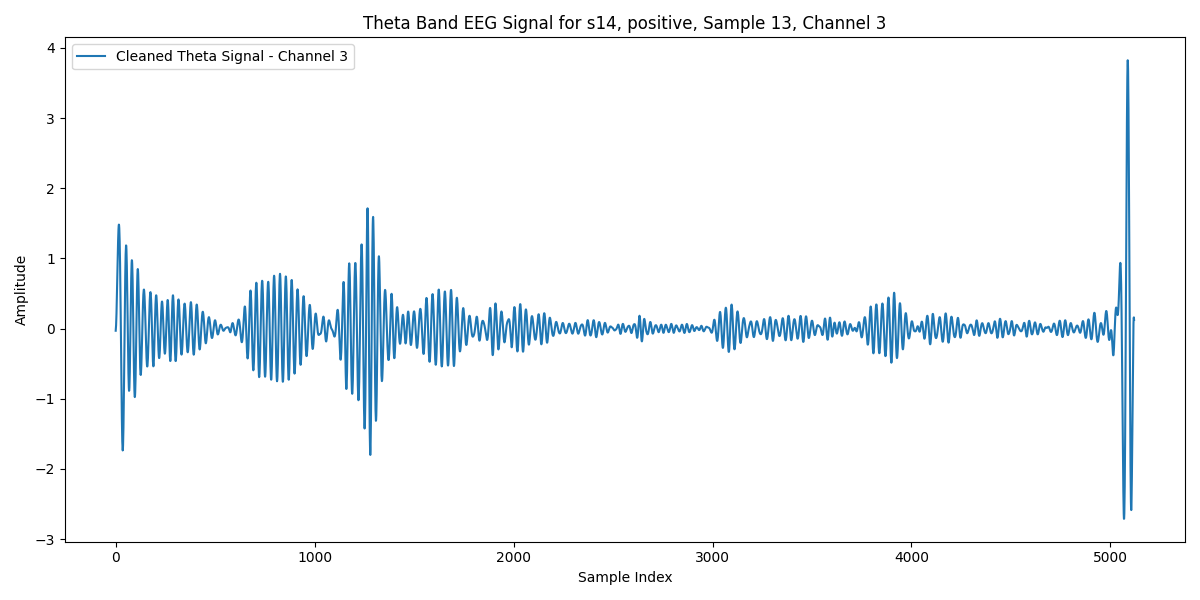 Theta Band EEG Signal for s14, positive, Sample 13, Channel 3
Cleaned Theta Signal - Channel 3
Amplitude
4
3
2
1
0
−1
−2
−3
0 1000 2000 3000 4000 5000
Sample Index